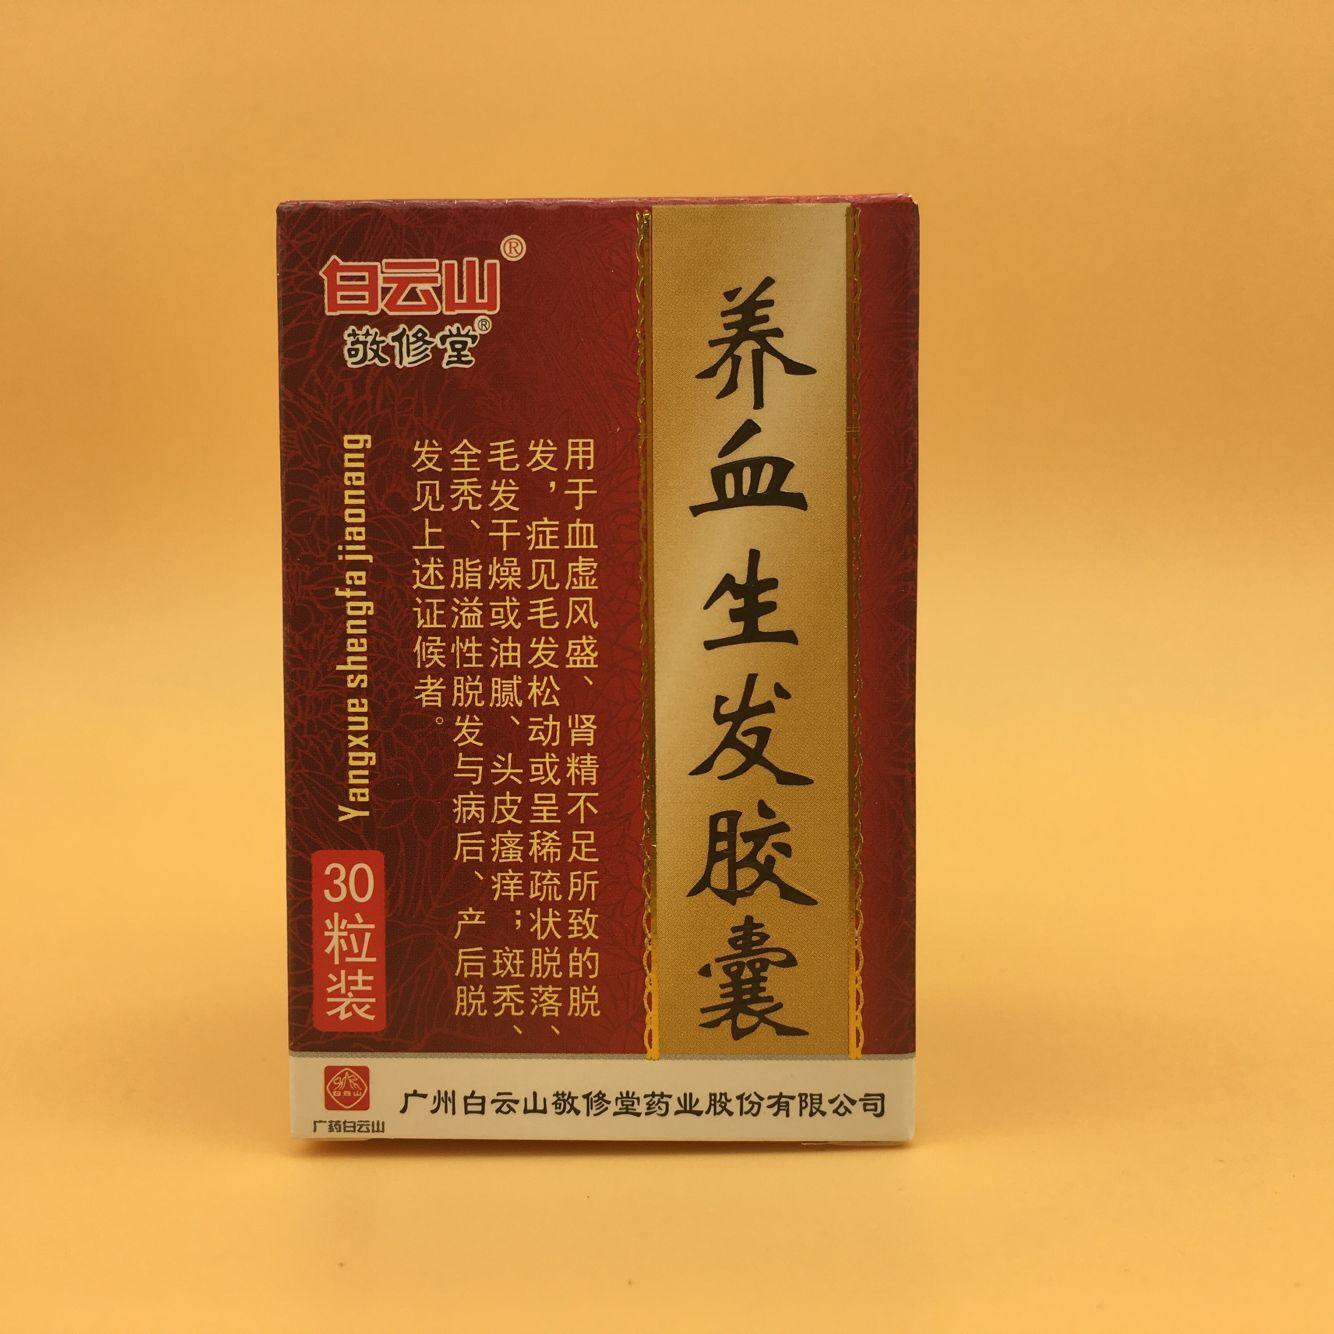 白云山®
敬修堂®
养血生发胶囊
Yangxue shengfa jiaonang
用于血虚风盛、肾精不足所致的脱
发，症见毛发松动或呈稀疏状脱落、
毛发干燥或油腻、头皮瘙痒；斑秃、
全秃、脂溢性脱发与病后、产后脱
发见上述证候者。
30
粒
装
白云山
广药白云山
广州白云山敬修堂药业股份有限公司